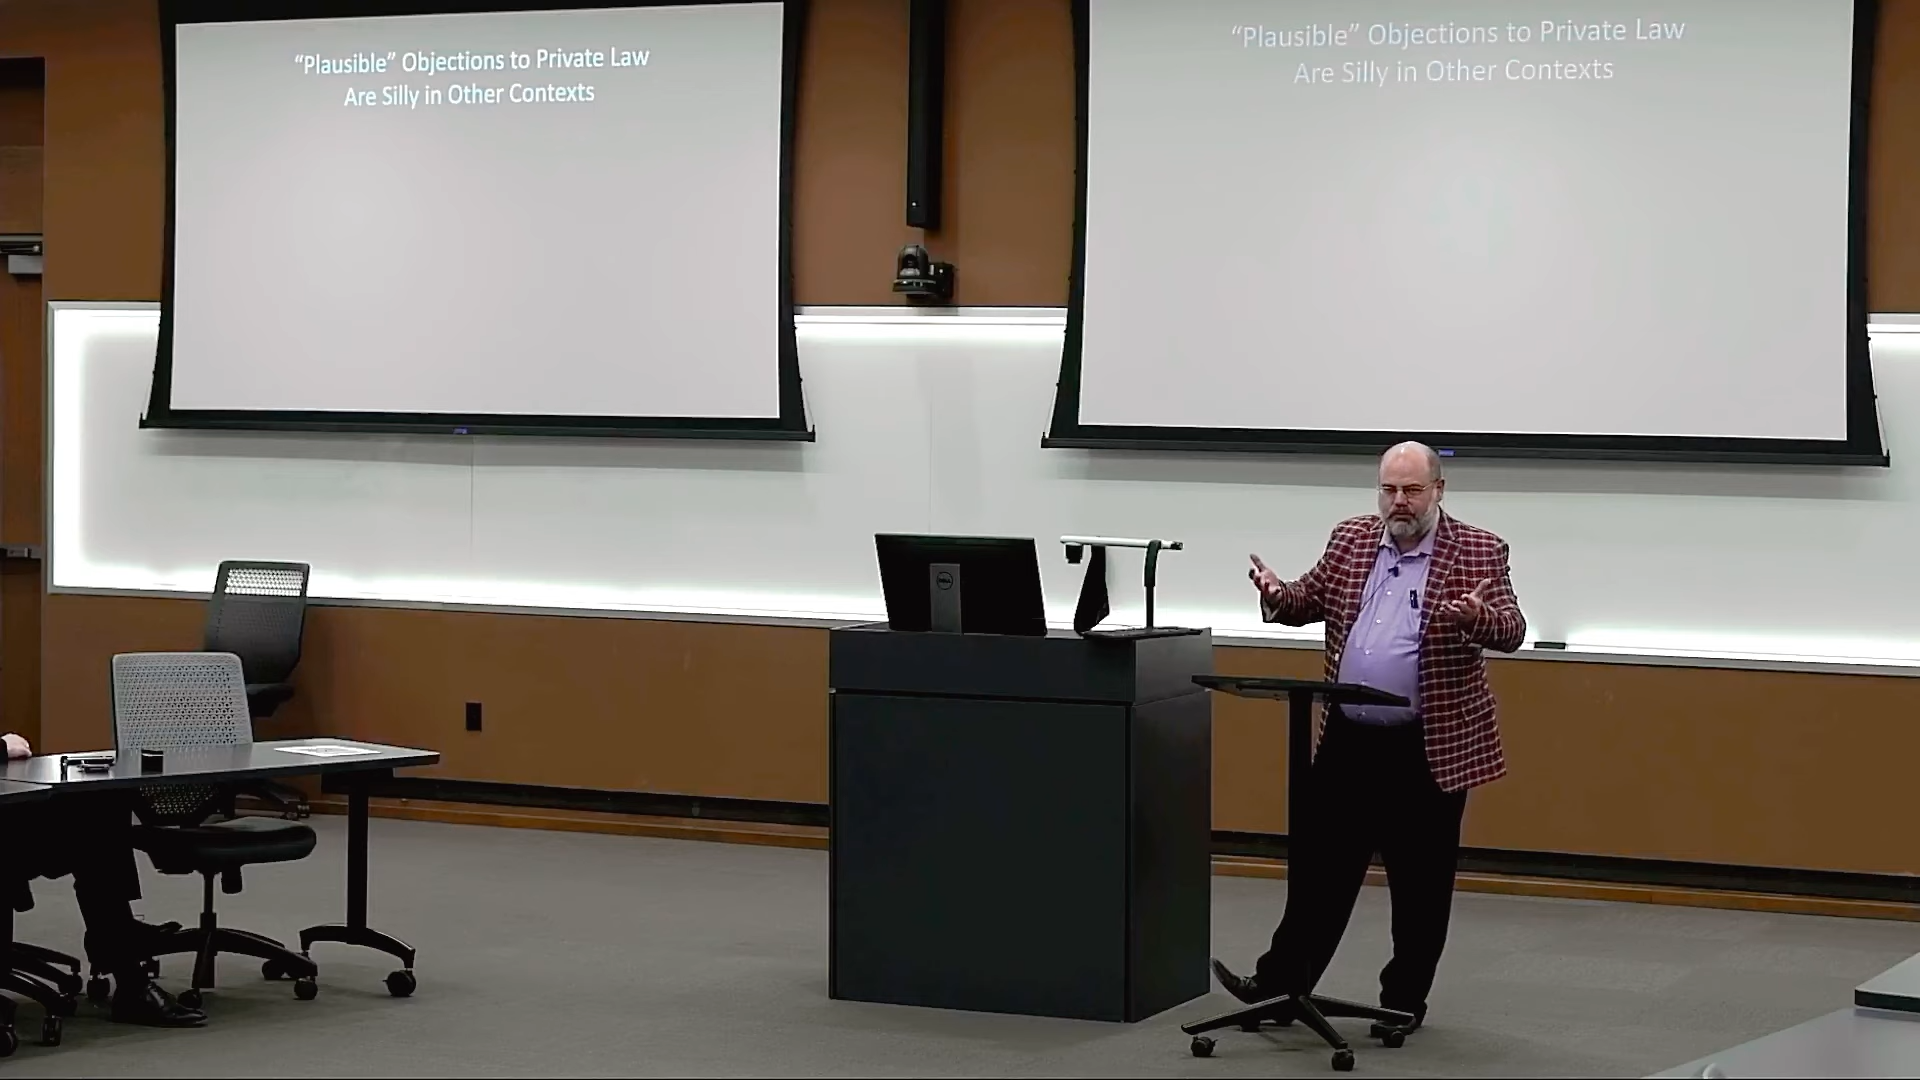 “Plausible” Objections to Private Law
Are Silly in Other Contexts
“Plausible” Objections to Private Law
Are Silly in Other Contexts
DELL